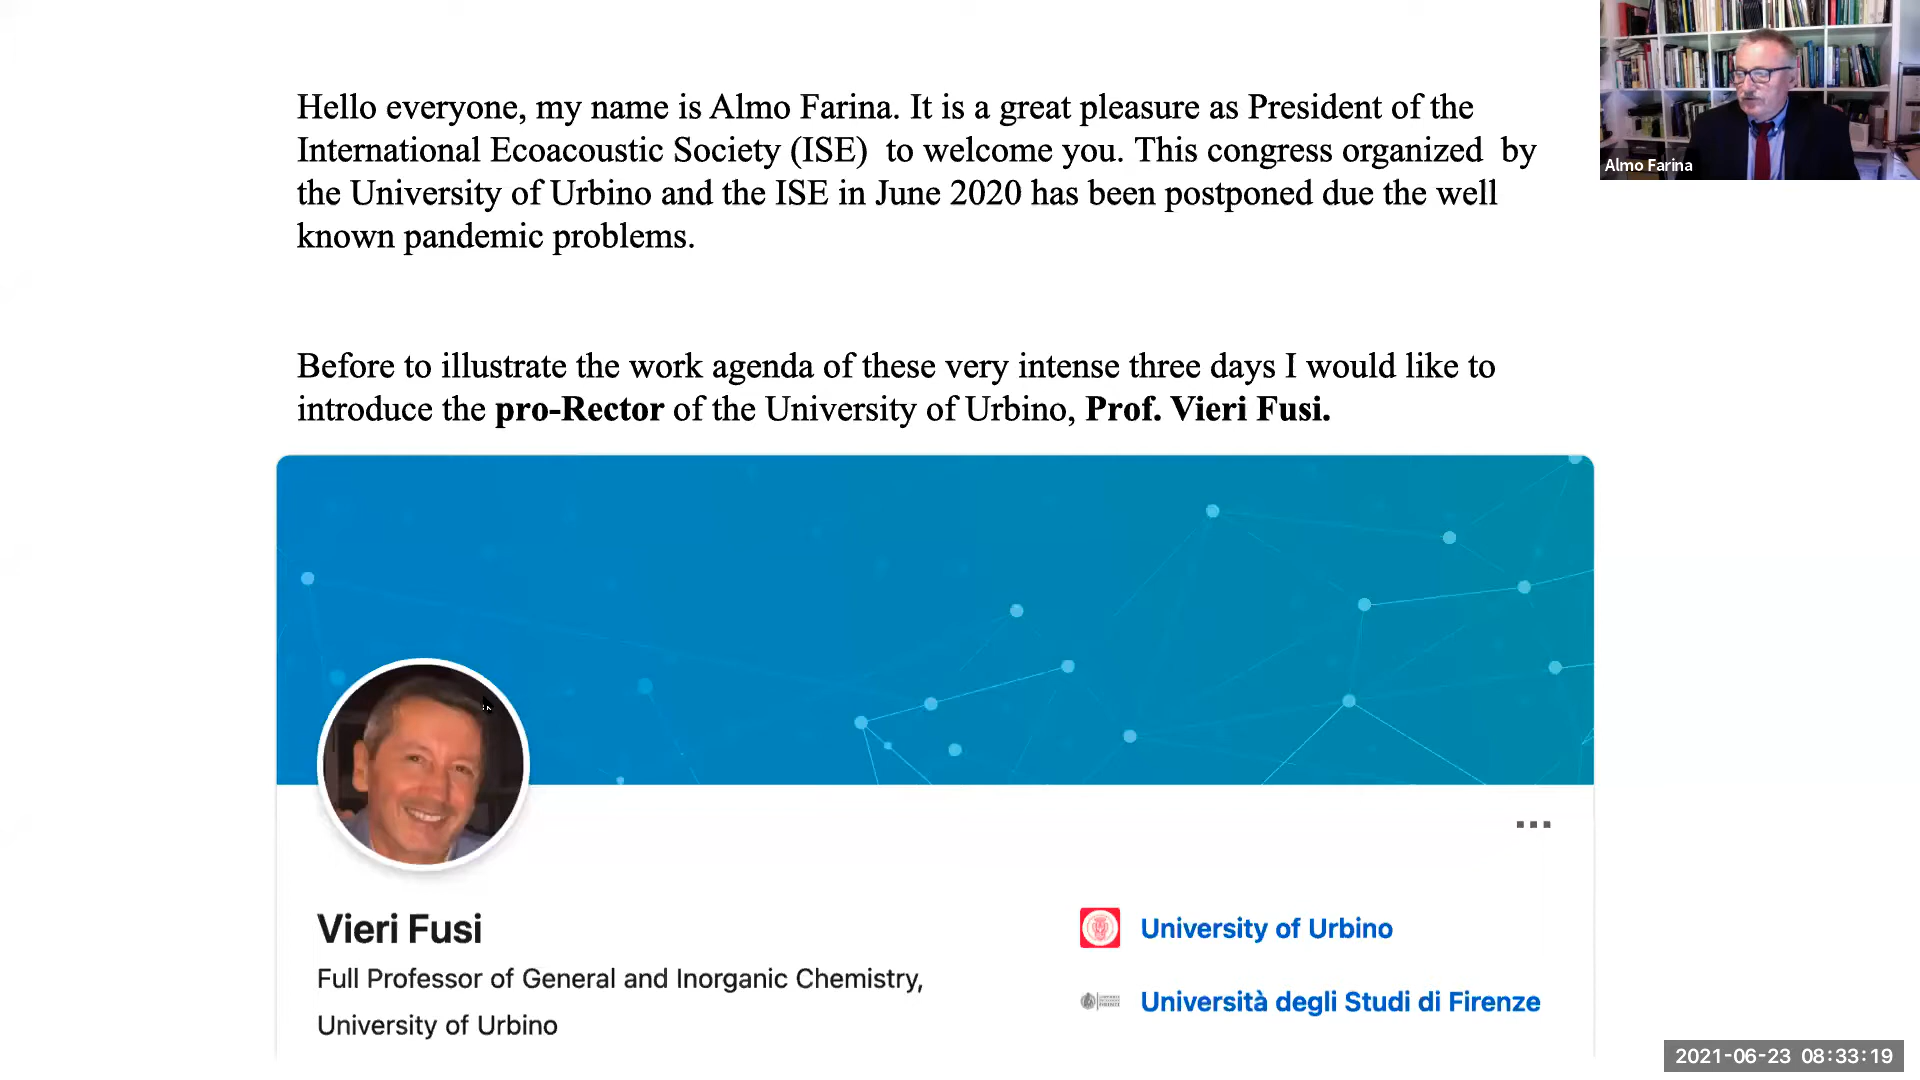 Hello everyone, my name is Almo Farina. It is a great pleasure as President of the
International Ecoacoustic Society (ISE)  to welcome you. This congress organized  by
the University of Urbino and the ISE in June 2020 has been postponed due the well
known pandemic problems.
Almo Farina
Before to illustrate the work agenda of these very intense three days I would like to
introduce the pro-Rector of the University of Urbino, Prof. Vieri Fusi.
Vieri Fusi
Full Professor of General and Inorganic Chemistry,
University of Urbino
University of Urbino
Università degli Studi di Firenze
2021-06-23 08:33:19